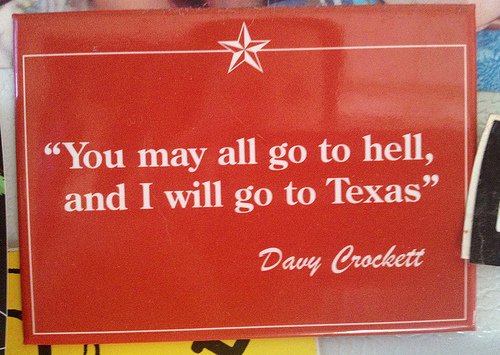 “You may all go to hell,
and I will go to Texas”
Davy Crockett